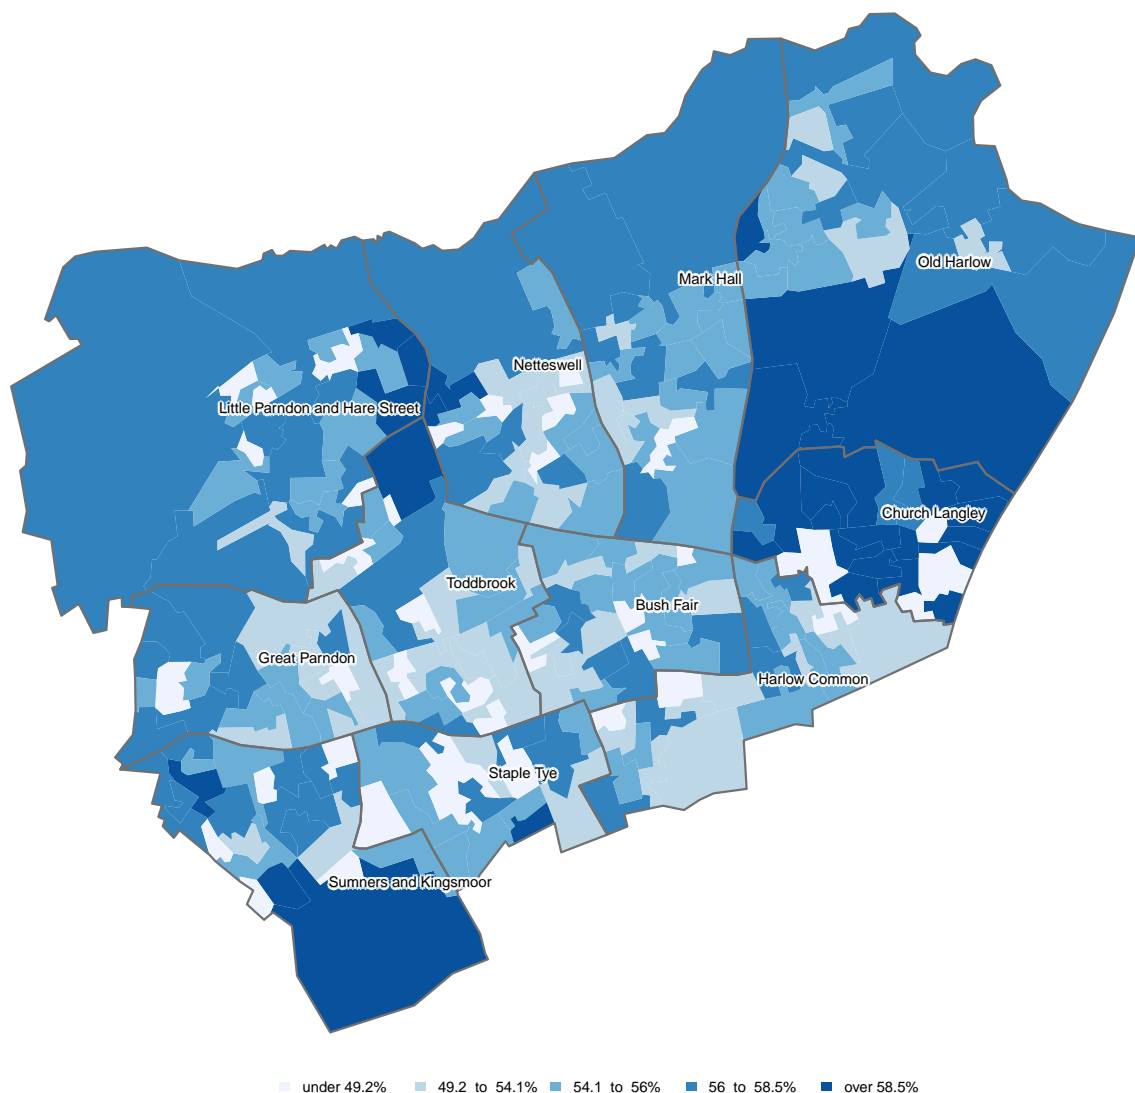 Old Harlow
Mark Hall
Netteswell
Little Parndon and Hare Street
Church Langley
Toddbrook
Bush Fair
Great Parndon
Harlow Common
Staple Tye
Sumners and Kingsmoor
under 49.2% 49.2 to 54.1% 54.1 to 56% 56 to 58.5% over 58.5%